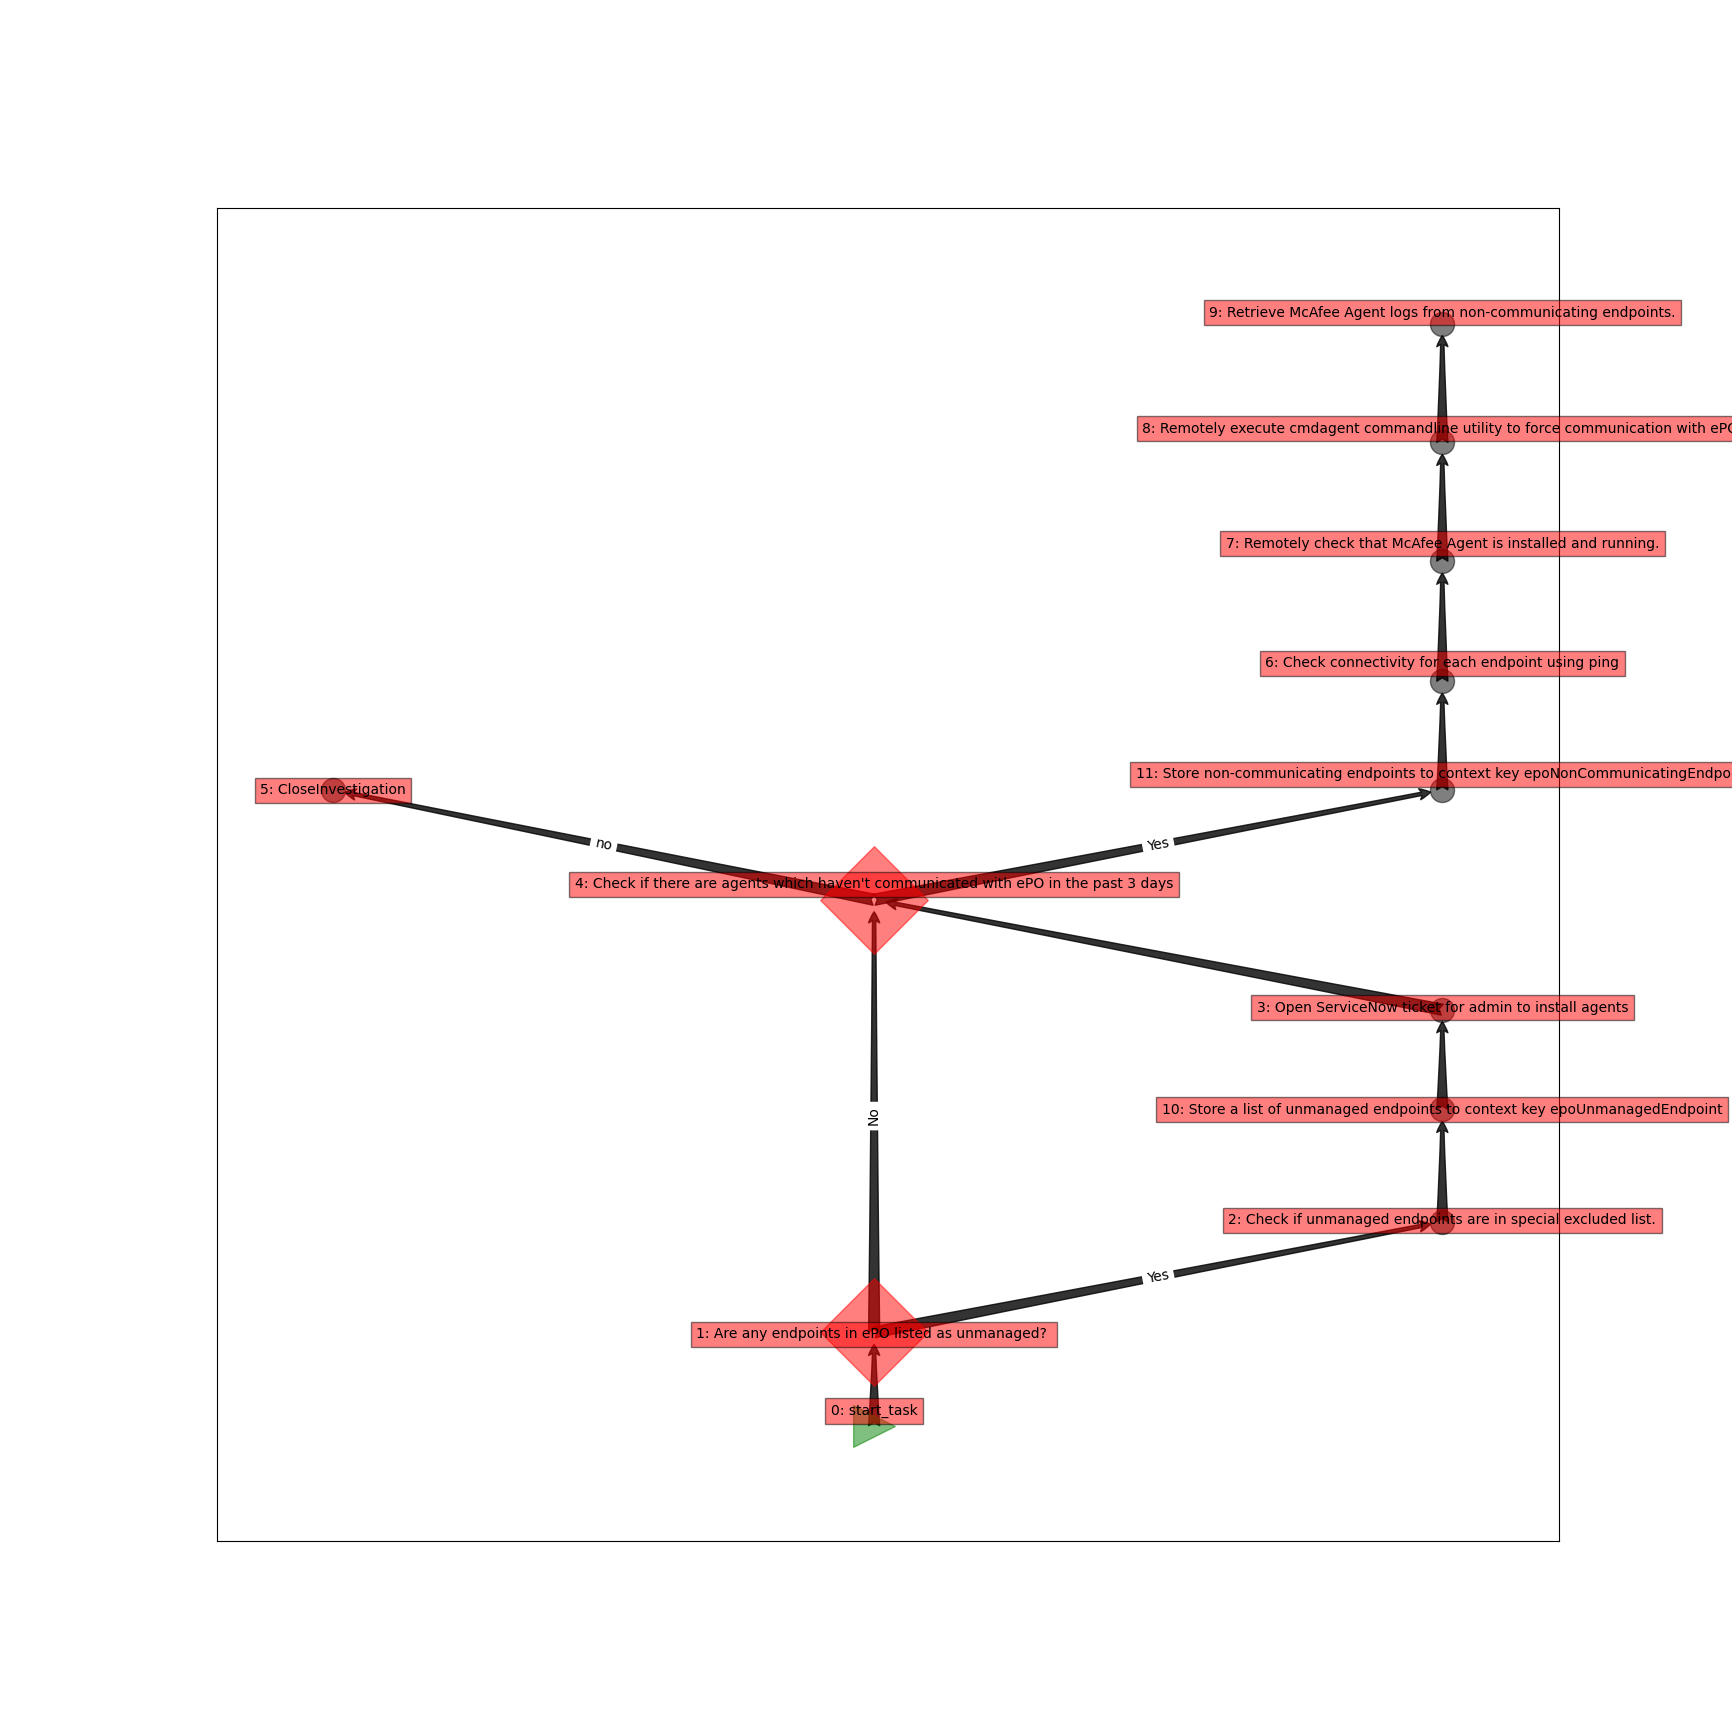 9: Retrieve McAfee Agent logs from non-communicating endpoints.
8: Remotely execute cmdagent commandline utility to force communication with
7: Remotely check that McAfee Agent is installed and running.
6: Check connectivity for each endpoint using ping
11: Store non-communicating endpoints to context key
5: CloseInvestigation
no
Yes
4: Check if there are agents which haven't communicated with ePO in the past 3 days
3: Open ServiceNow ticket for admin to install agents
No
10: Store a list of unmanaged endpoints to context key epoUnmanagedEndpoint
2: Check if unmanaged endpoints are in special excluded list.
Yes
1: Are any endpoints in ePO listed as unmanaged?
0: start_task